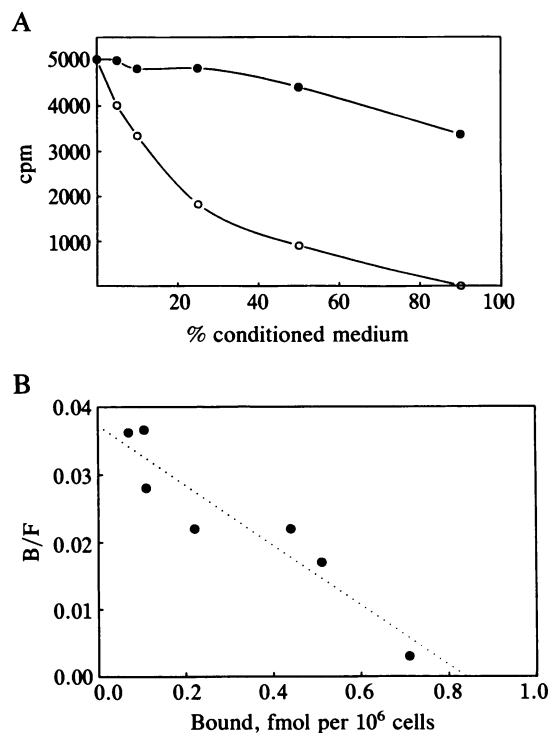 A
5000
4000
3000
2000
1000
cpm
20 40 60 80 100
% conditioned medium
B
0.04
0.03
0.02
0.01
0.00
B/F
0.0 0.2 0.4 0.6 0.8 1.0
Bound, fmol per 10⁶ cells